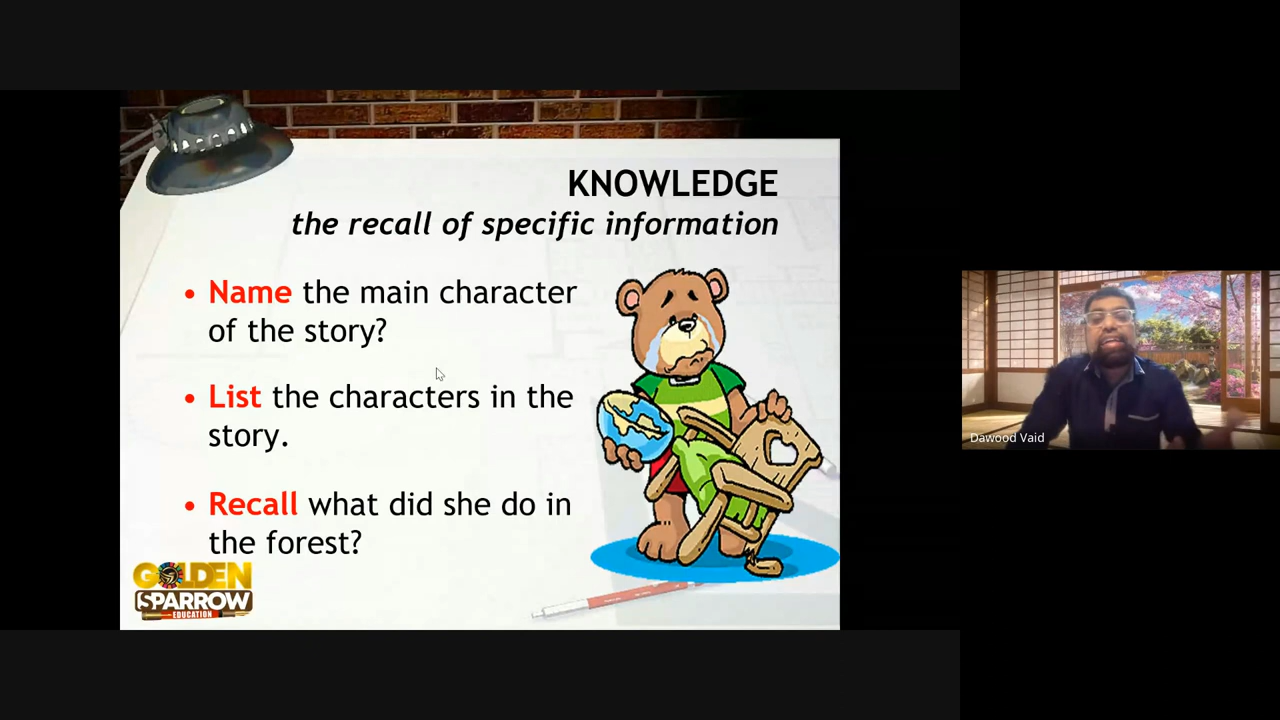 KNOWLEDGE
the recall of specific information
• Name the main character
of the story?
• List the characters in the
story.
• Recall what did she do in
the forest?
GOLDEN
SPARROW
EDUCATION
Dawood Vaid